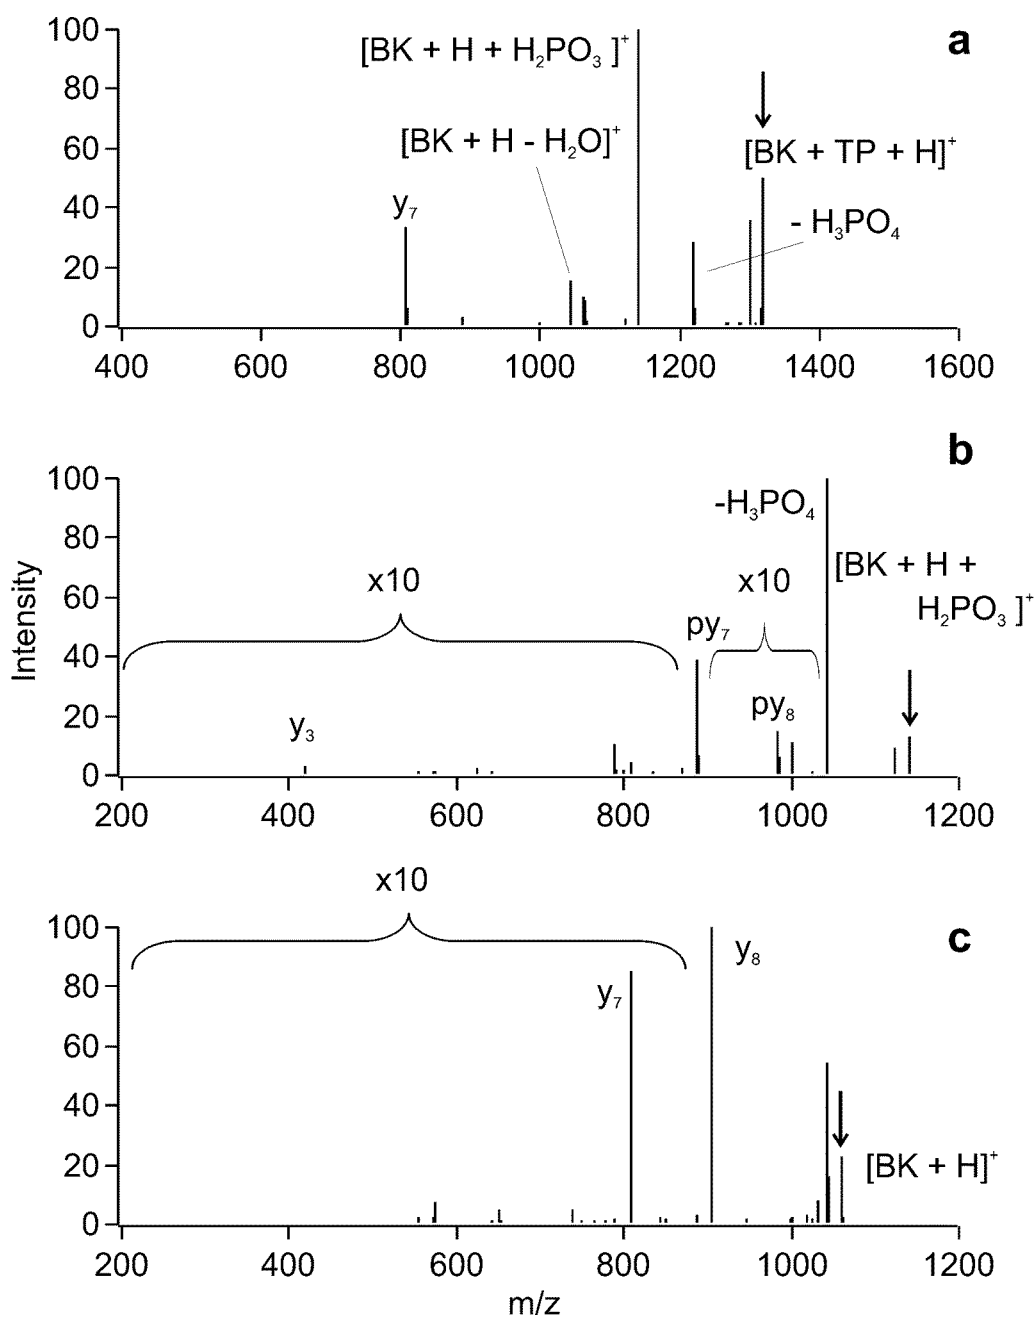 a
100
80
60
40
20
0
[BK + H + H₂PO₃ ]⁺
[BK + H - H₂O]⁺
[BK + TP + H]⁺
y₇
- H₃PO₄
400 600 800 1000 1200 1400 1600
b
100
80
60
40
20
0
Intensity
-H₃PO₄
x10
x10
[BK + H +
H₂PO₃ ]⁺
py₇
py₈
y₃
200 400 600 800 1000 1200
x10
c
100
80
60
40
20
0
y₈
y₇
[BK + H]⁺
200 400 600 800 1000 1200
m/z